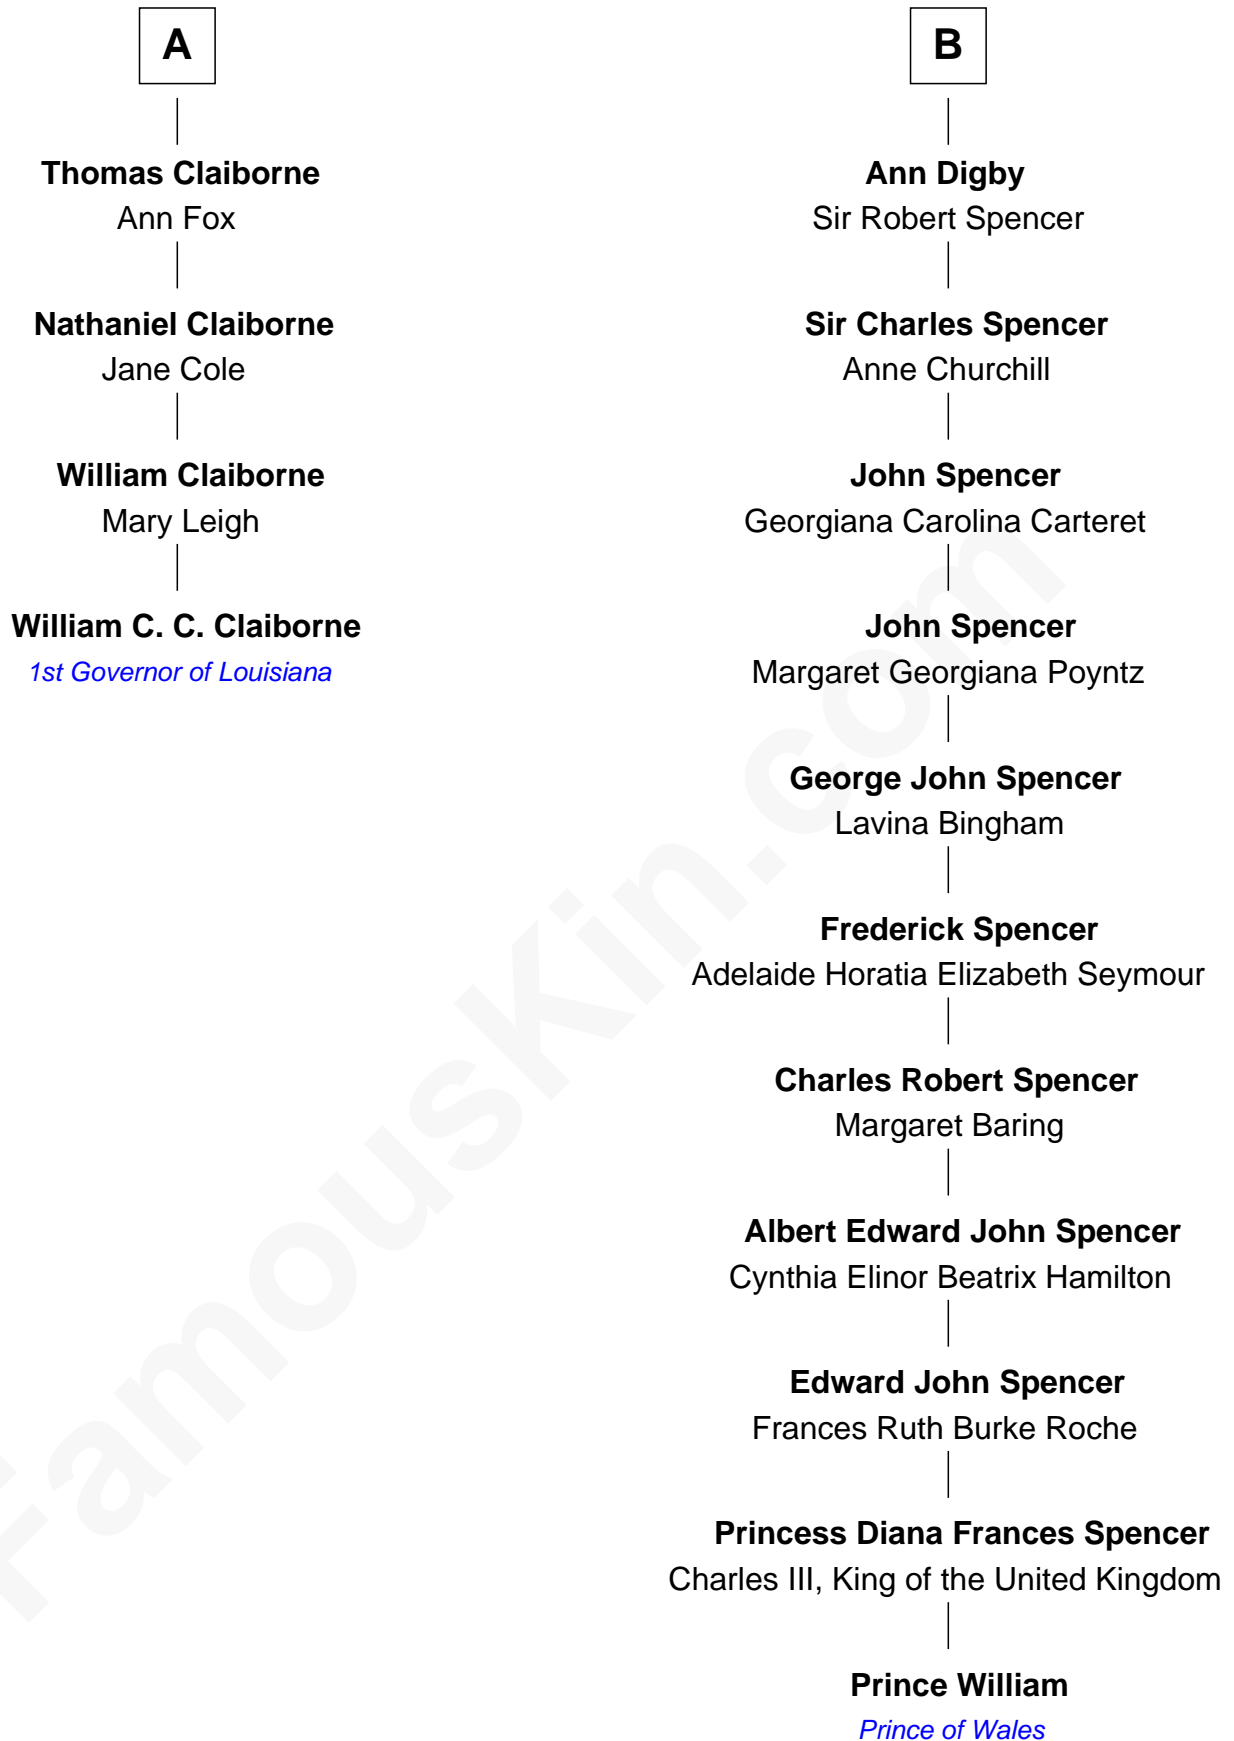 A
Thomas Claiborne
Ann Fox
Nathaniel Claiborne
Jane Cole
William Claiborne
Mary Leigh
William C. C. Claiborne
1st Governor of Louisiana
B
Ann Digby
Sir Robert Spencer
Sir Charles Spencer
Anne Churchill
John Spencer
Georgiana Carolina Carteret
John Spencer
Margaret Georgiana Poyntz
George John Spencer
Lavina Bingham
Frederick Spencer
Adelaide Horatia Elizabeth Seymour
Charles Robert Spencer
Margaret Baring
Albert Edward John Spencer
Cynthia Elinor Beatrix Hamilton
Edward John Spencer
Frances Ruth Burke Roche
Princess Diana Frances Spencer
Charles III, King of the United Kingdom
Prince William
Prince of Wales
FamousKin.com